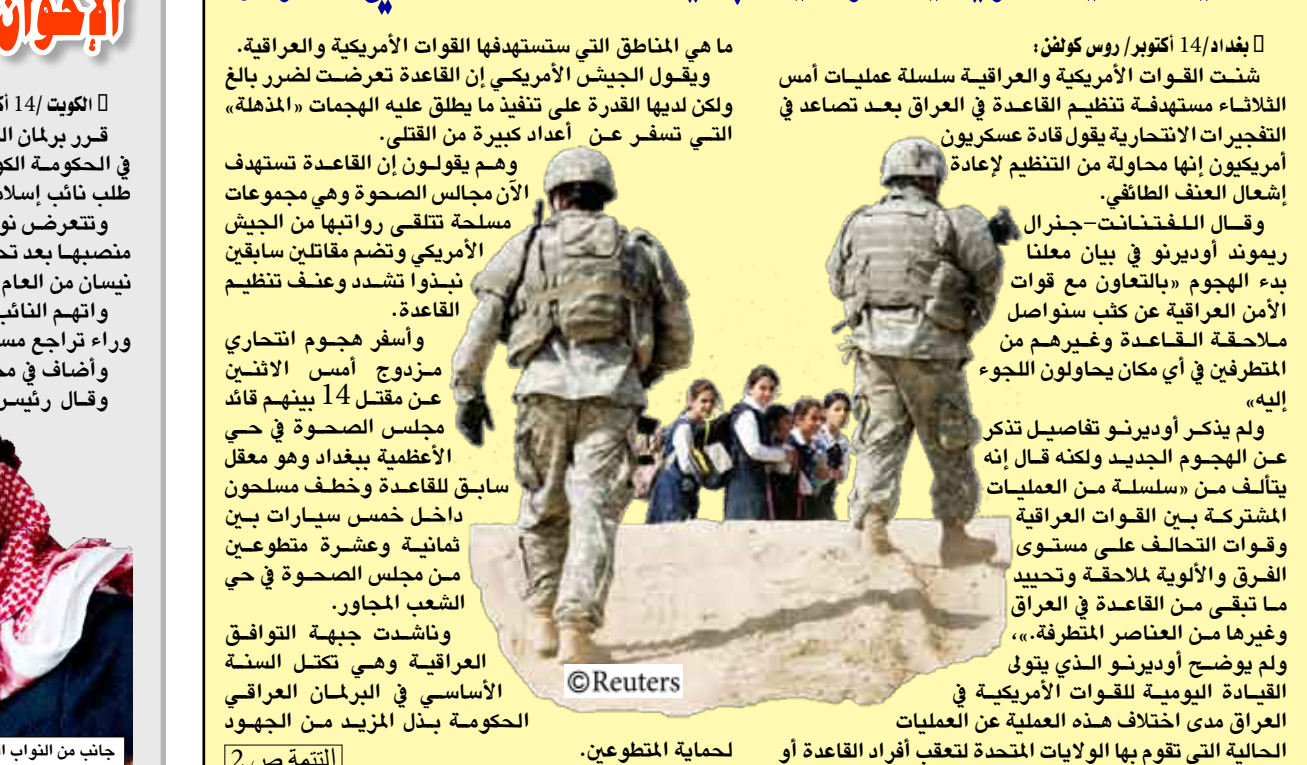 بغداد/14 أكتوبر/ روس كولفن:
شنت القوات الأمريكية والعراقية سلسلة عمليات أمس
الثلاثاء مستهدفة تنظيم القاعدة في العراق بعد تصاعد في
التفجيرات الانتحارية يقول قادة عسكريون
أمريكيون إنها محاولة من التنظيم لإعادة
إشعال العنف الطائفي.
وقال اللفتنانت-جنرال
ريموند أوديرنو في بيان معلنا
بدء الهجوم «بالتعاون مع قوات
الأمن العراقية عن كثب سنواصل
ملاحقة القاعدة وغيرهم من
المتطرفين في أي مكان يحاولون اللجوء
إليه»
ولم يذكر أوديرنو تفاصيل تذكر
عن الهجوم الجديد ولكنه قال إنه
يتألف من «سلسلة من العمليات
المشتركة بين القوات العراقية
وقوات التحالف على مستوى
الفرق والألوية لملاحقة وتحييد
ما تبقى من القاعدة في العراق
وغيرها من العناصر المتطرفة.»،
ولم يوضح أوديرنو الذي يتولى
القيادة اليومية للقوات الأمريكية في
العراق مدى اختلاف هذه العملية عن العمليات
الحالية التي تقوم بها الولايات المتحدة لتعقب أفراد القاعدة أو
ما هي المناطق التي ستستهدفها القوات الأمريكية والعراقية.
ويقول الجيش الأمريكي إن القاعدة تعرضت لضرر بالغ
ولكن لديها القدرة على تنفيذ ما يطلق عليه الهجمات «المذهلة»
التي تسفر عن أعداد كبيرة من القتلى.
وهم يقولون إن القاعدة تستهدف
الآن مجالس الصحوة وهي مجموعات
مسلحة تتلقى رواتبها من الجيش
الأمريكي وتضم مقاتلين سابقين
نبذوا تشدد وعنف تنظيم
القاعدة.
وأسفر هجوم انتحاري
مزدوج أمس الاثنين
عن مقتل 14 بينهم قائد
مجلس الصحوة في حي
الأعظمية ببغداد وهو معقل
سابق للقاعدة وخطف مسلحون
داخل خمس سيارات بين
ثمانية وعشرة متطوعين
من مجلس الصحوة في حي
الشعب المجاور.
وناشدت جبهة التوافق
العراقية وهي تكتل السنة
الأساسي في البرلمان العراقي
الحكومة بذل المزيد من الجهود
لحماية المتطوعين.
التتمة ص 2
©Reuters
الإخوان
الكويت /14
قرر برلمان
في الحكومة
طلب نائب
وتتعرض
منصبها بعد
نيسان من العام
واتهم النائب
وراء تراجع
وأضاف في
وقال رئيس
جانب من النواب